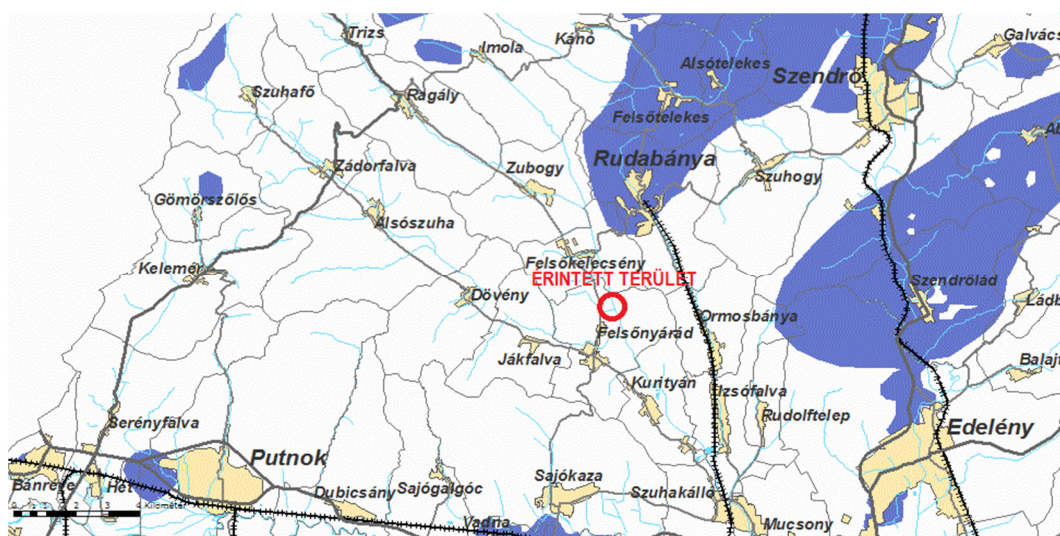 Trizs
Kánó
Galvács
Imola
Alsótelekes
Szendrő
Szuhafő
Ragály
Felsőtelekes
Rudabánya
Zádorfalva
Zubogy
Szuhogy
Gömörszőlős
Alsószuha
Kelemér
Felsőkelecsény
ÉRINTETT TERÜLET
Szendrőlád
Dövény
Ládb
Ormosbánya
Felsőnyárád
Jákfalva
Balajt
Kurityán
Izsófalva
Rudolftelep
Serényfalva
Edelény
Putnok
Bánréve
Hét
Dubicsány
Sajógalgóc
Sajókaza
Szuhakálló
Kilométer
Vadna
Mucsony